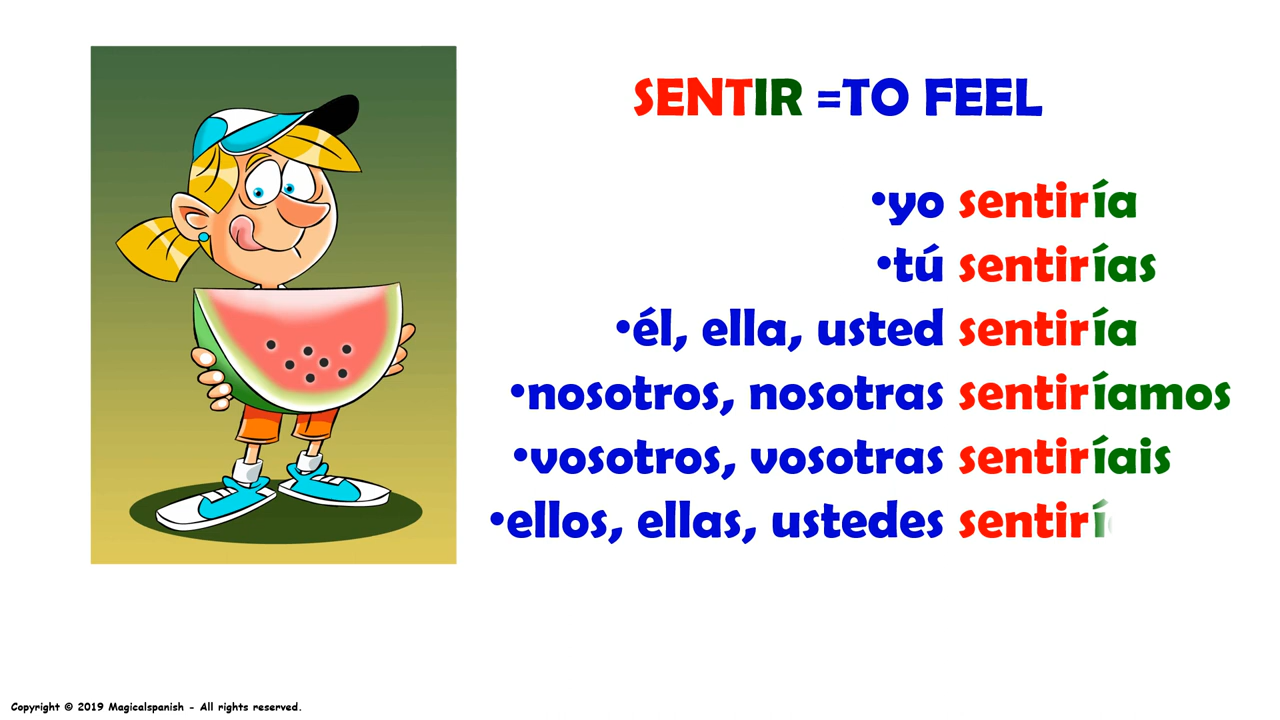 SENTIR =TO FEEL
•yo sentiría
•tú sentirías
•él, ella, usted sentiría
•nosotros, nosotras sentiríamos
•vosotros, vosotras sentiríais
•ellos, ellas, ustedes
Copyright © 2019 Magicalspanish - All rights reserved.